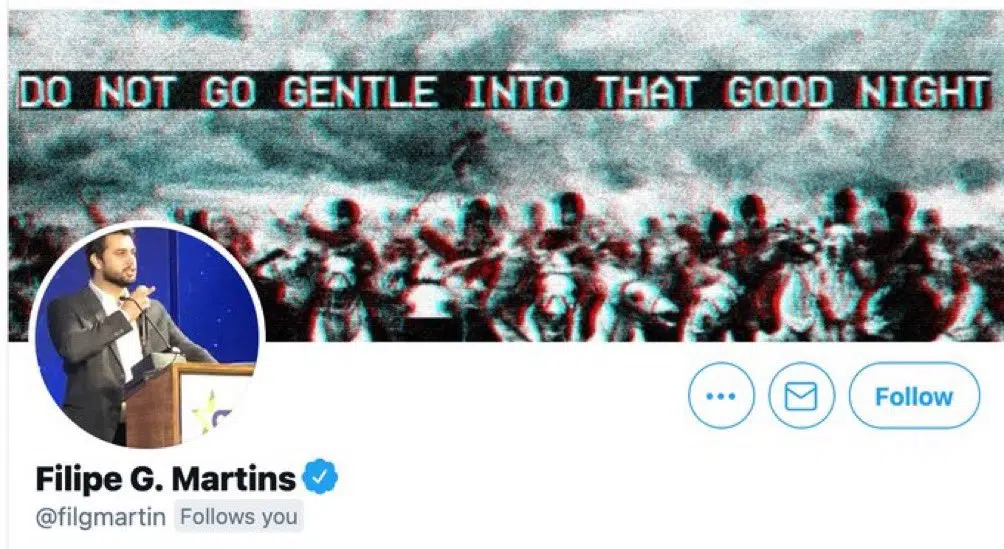 DO NOT GO GENTLE INTO THAT GOOD NIGHT
Follow
Filipe G. Martins
@filgmartin Follows you